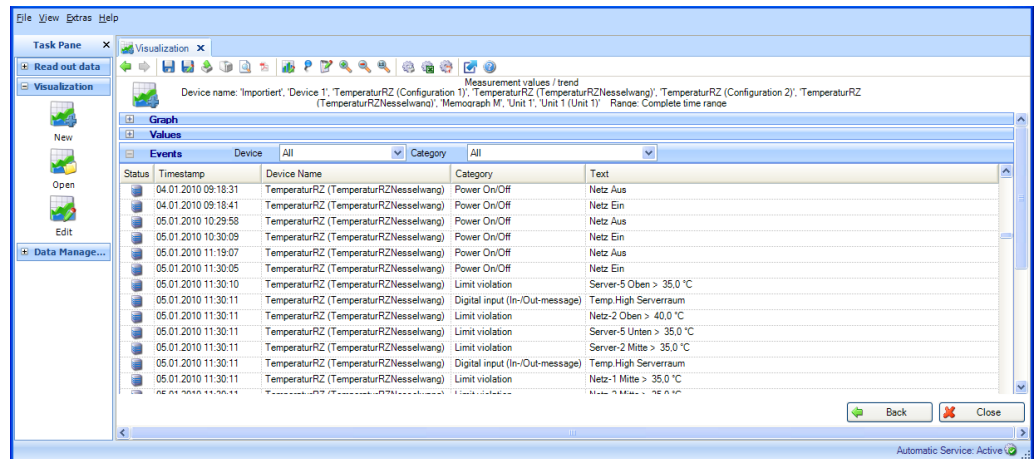 File View Extras Help
Task Pane X
Visualization X
Read out data
Visualization
New
Open
Edit
Data Manage...
Measurement values / trend
Device name: 'Importiert', 'Device 1', 'TemperaturRZ (Configuration 1)', 'TemperaturRZ (TemperaturRZNesselwang)', 'TemperaturRZ (Configuration 2)', 'TemperaturRZ
(TemperaturRZNesselwang)', 'Memograph M', 'Unit 1', 'Unit 1 (Unit 1)' Range: Complete time range
Graph
Values
Events Device All Category All
Status Timestamp Device Name Category Text
04.01.2010 09:18:31 TemperaturRZ (TemperaturRZNesselwang) Power On/Off Netz Aus
04.01.2010 09:18:41 TemperaturRZ (TemperaturRZNesselwang) Power On/Off Netz Ein
05.01.2010 10:29:58 TemperaturRZ (TemperaturRZNesselwang) Power On/Off Netz Aus
05.01.2010 10:30:09 TemperaturRZ (TemperaturRZNesselwang) Power On/Off Netz Ein
05.01.2010 11:19:07 TemperaturRZ (TemperaturRZNesselwang) Power On/Off Netz Aus
05.01.2010 11:30:05 TemperaturRZ (TemperaturRZNesselwang) Power On/Off Netz Ein
05.01.2010 11:30:10 TemperaturRZ (TemperaturRZNesselwang) Limit violation Server-5 Oben > 35,0 °C
05.01.2010 11:30:11 TemperaturRZ (TemperaturRZNesselwang) Digital input (In-/Out-message) Temp.High Serverraum
05.01.2010 11:30:11 TemperaturRZ (TemperaturRZNesselwang) Limit violation Netz-2 Oben > 40,0 °C
05.01.2010 11:30:11 TemperaturRZ (TemperaturRZNesselwang) Limit violation Server-5 Unten > 35,0 °C
05.01.2010 11:30:11 TemperaturRZ (TemperaturRZNesselwang) Limit violation Server-2 Mitte > 35,0 °C
05.01.2010 11:30:11 TemperaturRZ (TemperaturRZNesselwang) Digital input (In-/Out-message) Temp.High Serverraum
05.01.2010 11:30:11 TemperaturRZ (TemperaturRZNesselwang) Limit violation Netz-1 Mitte > 35,0 °C
Back Close
Automatic Service: Active